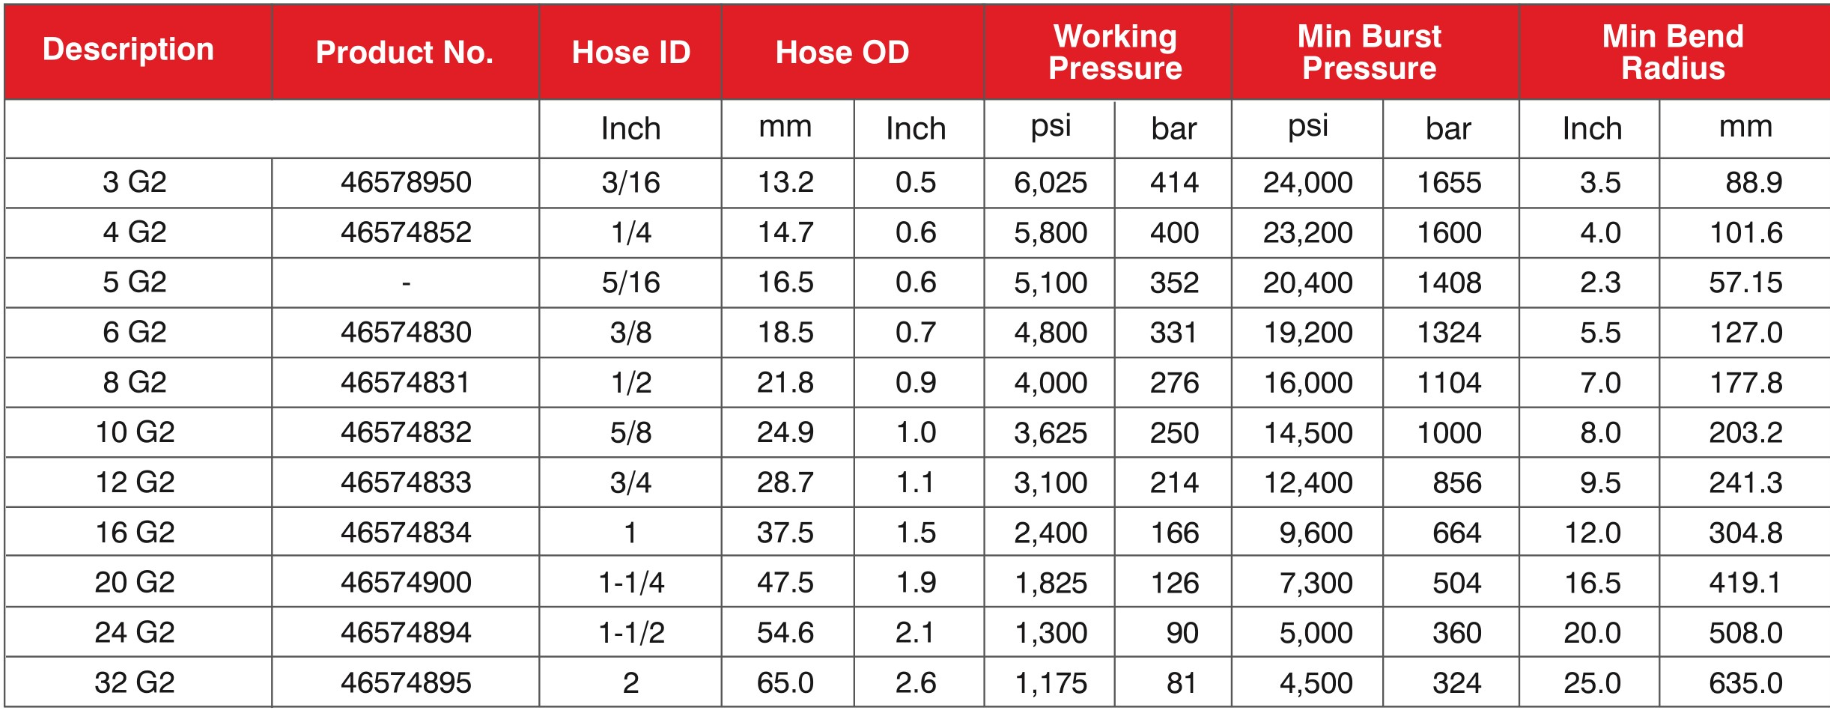 Description Product No. Hose ID Hose OD Working Pressure Min Burst Pressure Min Bend Radius
Inch mm Inch psi bar psi bar Inch mm
3 G2 46578950 3/16 13.2 0.5 6,025 414 24,000 1655 3.5 88.9
4 G2 46574852 1/4 14.7 0.6 5,800 400 23,200 1600 4.0 101.6
5 G2 - 5/16 16.5 0.6 5,100 352 20,400 1408 2.3 57.15
6 G2 46574830 3/8 18.5 0.7 4,800 331 19,200 1324 5.5 127.0
8 G2 46574831 1/2 21.8 0.9 4,000 276 16,000 1104 7.0 177.8
10 G2 46574832 5/8 24.9 1.0 3,625 250 14,500 1000 8.0 203.2
12 G2 46574833 3/4 28.7 1.1 3,100 214 12,400 856 9.5 241.3
16 G2 46574834 1 37.5 1.5 2,400 166 9,600 664 12.0 304.8
20 G2 46574900 1-1/4 47.5 1.9 1,825 126 7,300 504 16.5 419.1
24 G2 46574894 1-1/2 54.6 2.1 1,300 90 5,000 360 20.0 508.0
32 G2 46574895 2 65.0 2.6 1,175 81 4,500 324 25.0 635.0